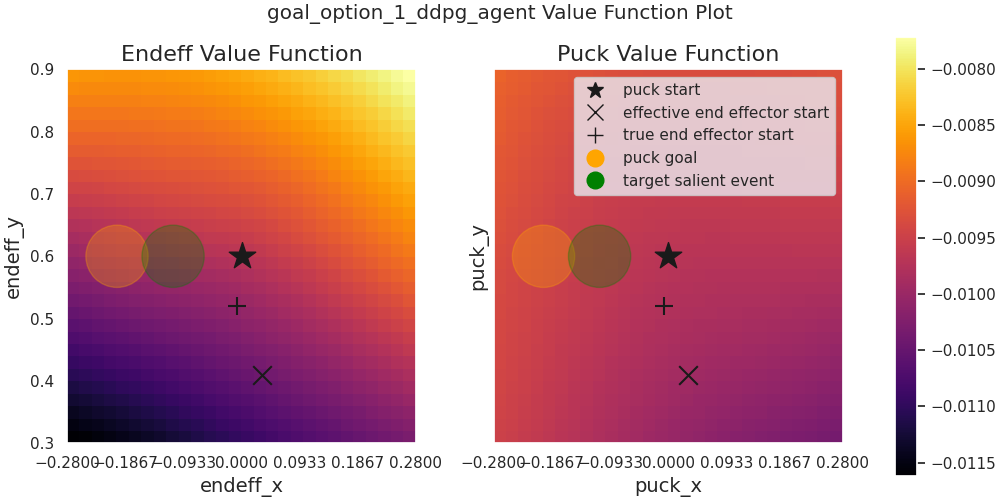 goal_option_1_ddpg_agent Value Function Plot
Endeff Value Function
endeff_y
0.9
0.8
0.7
0.6
0.5
0.4
0.3
−0.2800 −0.1867 −0.0933 0.0000 0.0933 0.1867 0.2800
endeff_x
Puck Value Function
puck_y
puck start
effective end effector start
true end effector start
puck goal
target salient event
−0.2800 −0.1867 −0.0933 0.0000 0.0933 0.1867 0.2800
puck_x
−0.0080
−0.0085
−0.0090
−0.0095
−0.0100
−0.0105
−0.0110
−0.0115